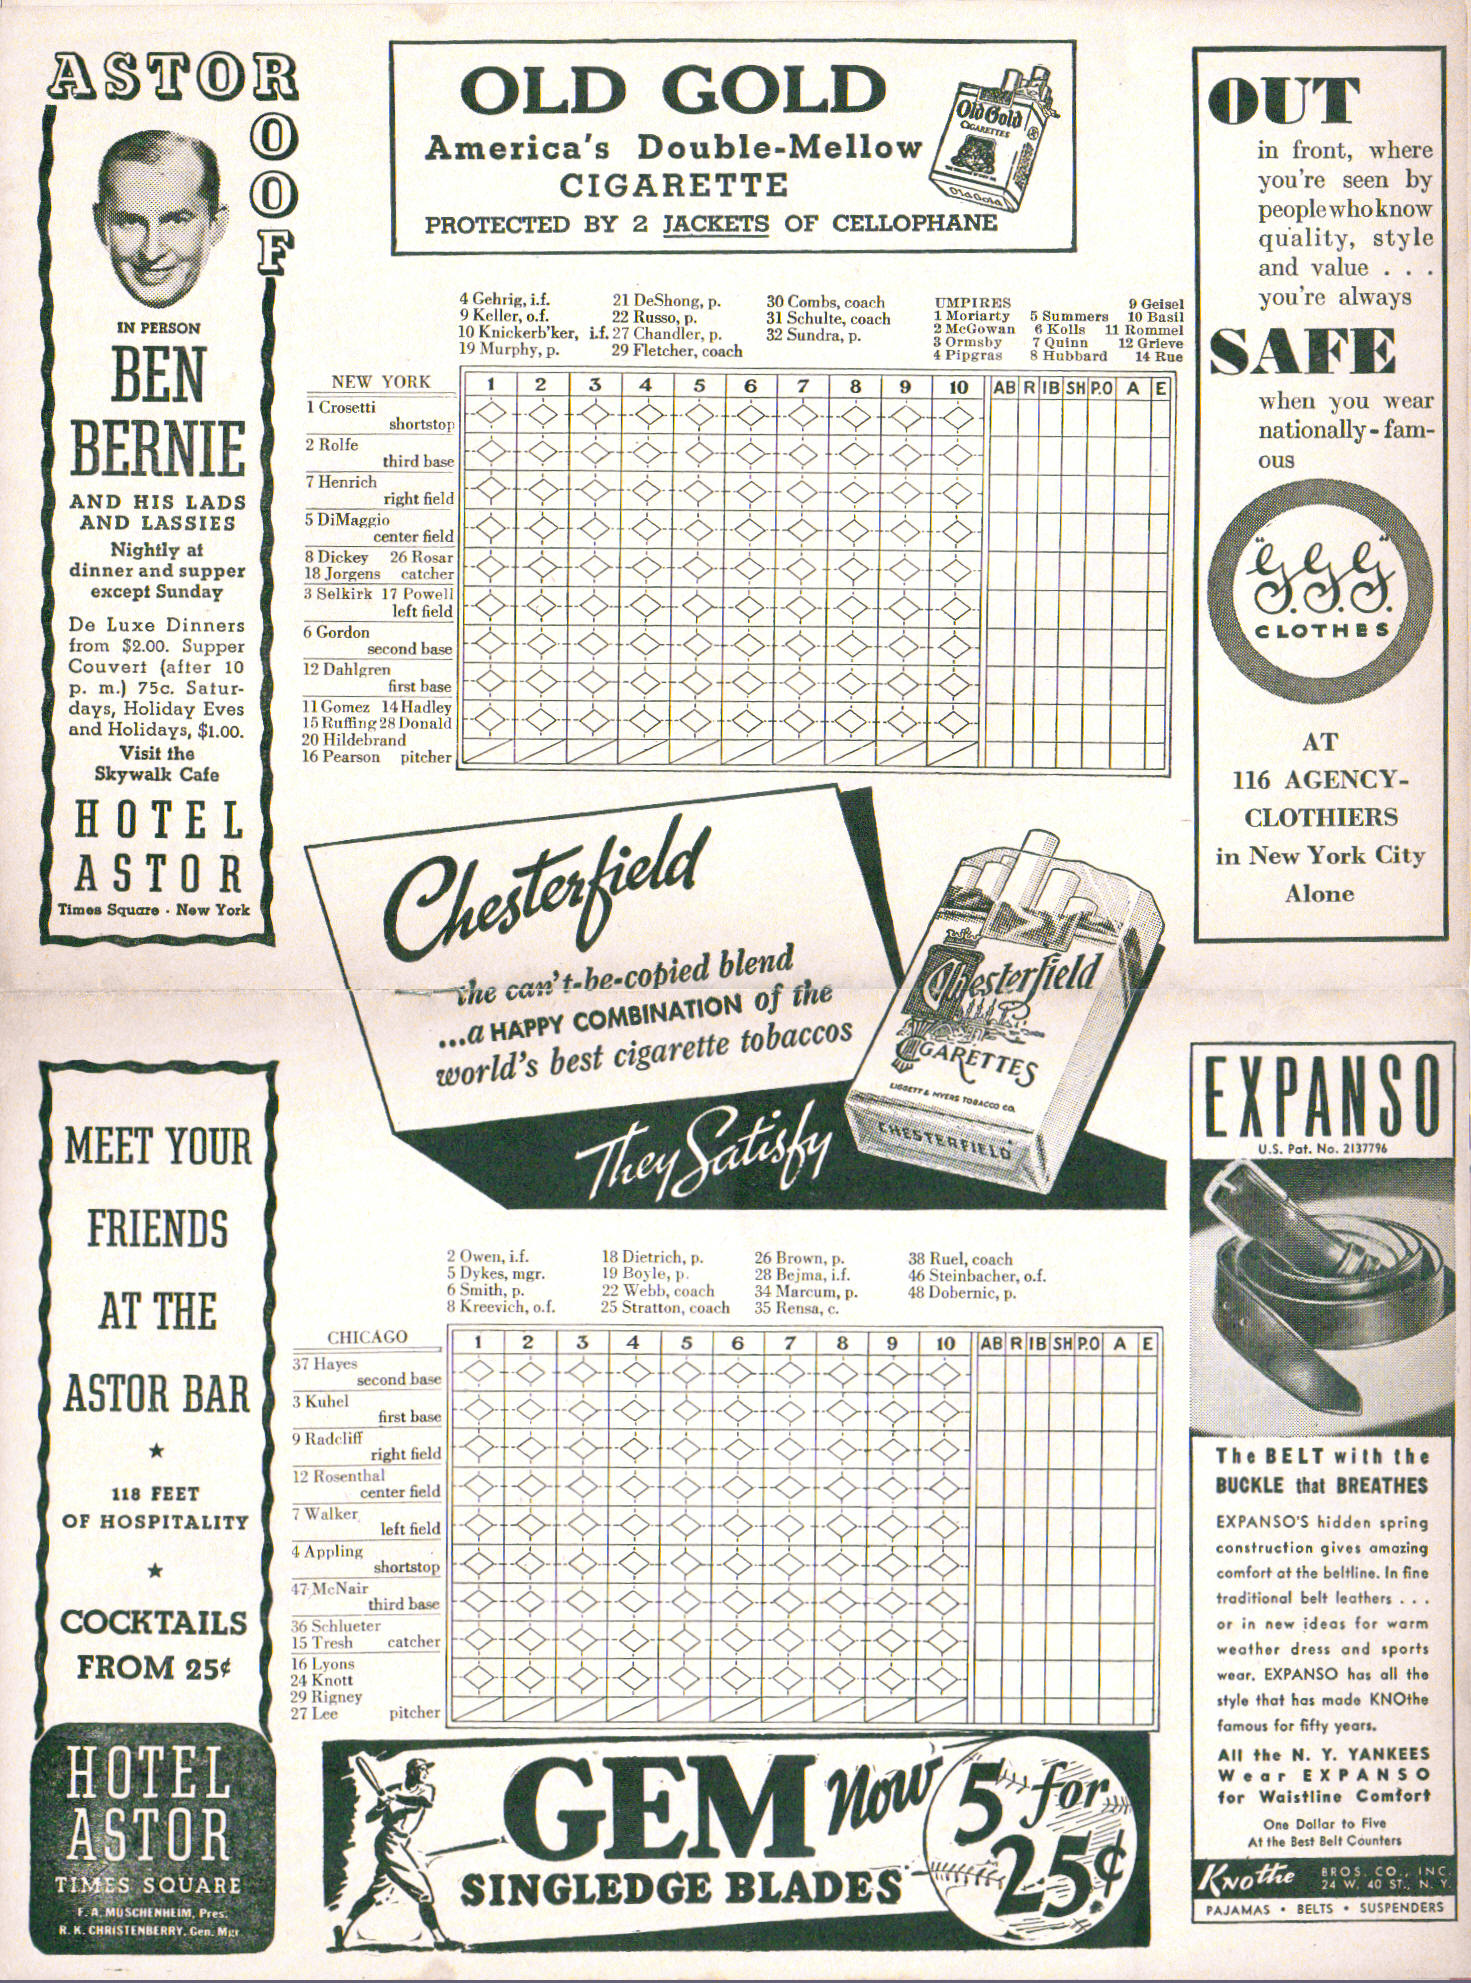 ASTOR
ROOF
IN PERSON
BEN
BERNIE
AND HIS LADS
AND LASSIES
Nightly at
dinner and supper
except Sunday
De Luxe Dinners
from $2.00. Supper
Couvert (after 10
p. m.) 75c. Satur-
days, Holiday Eves
and Holidays, $1.00.
Visit the
Skywalk Cafe
HOTEL
ASTOR
Times Square · New York
OLD GOLD
America's Double-Mellow
CIGARETTE
PROTECTED BY 2 JACKETS OF CELLOPHANE
Old Gold
CIGARETTES
Old Gold
OUT
in front, where
you're seen by
people who know
quality, style
and value . . .
you're always
SAFE
when you wear
nationally-fam-
ous
"G.G.G."
CLOTHES
AT
116 AGENCY-
CLOTHIERS
in New York City
Alone
4 Gehrig, i.f. 21 DeShong, p. 30 Combs, coach UMPIRES 9 Geisel
9 Keller, o.f. 22 Russo, p. 31 Schulte, coach 1 Moriarty 5 Summers 10 Basil
10 Knickerb'ker, i.f. 27 Chandler, p. 32 Sundra, p. 2 McGowan 6 Kolls 11 Rommel
19 Murphy, p. 29 Fletcher, coach 3 Ormsby 7 Quinn 12 Grieve
4 Pipgras 8 Hubbard 14 Rue
NEW YORK 1 2 3 4 5 6 7 8 9 10 AB R IB SH P.O A E
1 Crosetti
shortstop
2 Rolfe
third base
7 Henrich
right field
5 DiMaggio
center field
8 Dickey 26 Rosar
18 Jorgens catcher
3 Selkirk 17 Powell
left field
6 Gordon
second base
12 Dahlgren
first base
11 Gomez 14 Hadley
15 Ruffing 28 Donald
20 Hildebrand
16 Pearson pitcher
Chesterfield
the can't-be-copied blend
...a HAPPY COMBINATION of the
world's best cigarette tobaccos
They Satisfy
Chesterfield
CIGARETTES
LIGGETT & MYERS TOBACCO CO.
CHESTERFIELD
MEET YOUR
FRIENDS
AT THE
ASTOR BAR
★
118 FEET
OF HOSPITALITY
★
COCKTAILS
FROM 25¢
HOTEL
ASTOR
TIMES SQUARE
F. A. MUSCHENHEIM, Pres.
R. K. CHRISTENBERRY, Gen. Mgr
2 Owen, i.f. 18 Dietrich, p. 26 Brown, p. 38 Ruel, coach
5 Dykes, mgr. 19 Boyle, p. 28 Bejma, i.f. 46 Steinbacher, o.f.
6 Smith, p. 22 Webb, coach 34 Marcum, p. 48 Dobernic, p.
8 Kreevich, o.f. 25 Stratton, coach 35 Rensa, c.
CHICAGO 1 2 3 4 5 6 7 8 9 10 AB R IB SH P.O A E
37 Hayes
second base
3 Kuhel
first base
9 Radcliff
right field
12 Rosenthal
center field
7 Walker
left field
4 Appling
shortstop
47 McNair
third base
36 Schlueter
15 Tresh catcher
16 Lyons
24 Knott
29 Rigney
27 Lee pitcher
GEM Now 5 for 25¢
SINGLEDGE BLADES
EXPANSO
U.S. Pat. No. 2137796
The BELT with the
BUCKLE that BREATHES
EXPANSO'S hidden spring
construction gives amazing
comfort at the beltline. In fine
traditional belt leathers . . .
or in new ideas for warm
weather dress and sports
wear. EXPANSO has all the
style that has made KNOthe
famous for fifty years.
All the N. Y. YANKEES
Wear EXPANSO
for Waistline Comfort
One Dollar to Five
At the Best Belt Counters
KNOthe BROS. CO., INC.
24 W. 40 ST., N. Y.
PAJAMAS • BELTS • SUSPENDERS